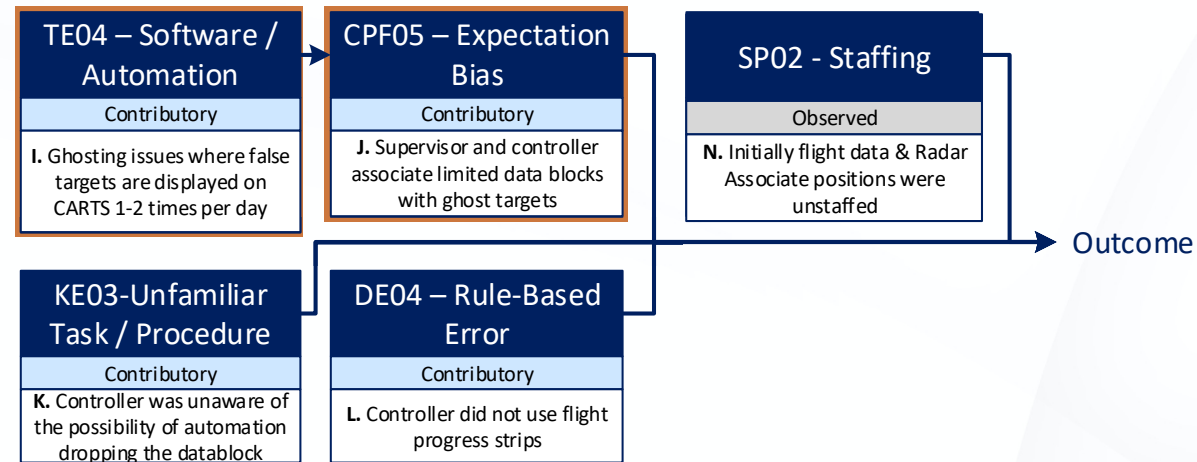 TE04 – Software /
Automation
Contributory
I. Ghosting issues where false
targets are displayed on
CARTS 1-2 times per day
CPF05 – Expectation
Bias
Contributory
J. Supervisor and controller
associate limited data blocks
with ghost targets
SP02 - Staffing
Observed
N. Initially flight data & Radar
Associate positions were
unstaffed
Outcome
KE03-Unfamiliar
Task / Procedure
Contributory
K. Controller was unaware of
the possibility of automation
dropping the datablock
DE04 – Rule-Based
Error
Contributory
L. Controller did not use flight
progress strips